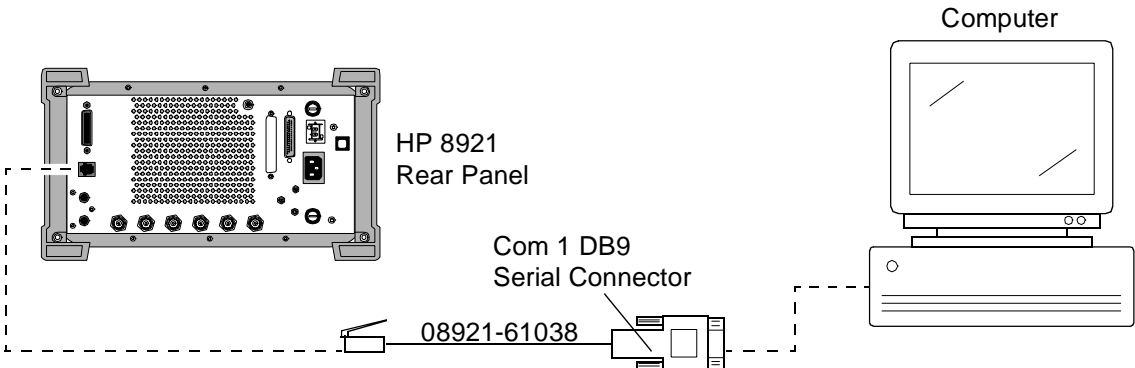 Computer
HP 8921
Rear Panel
Com 1 DB9
Serial Connector
08921-61038